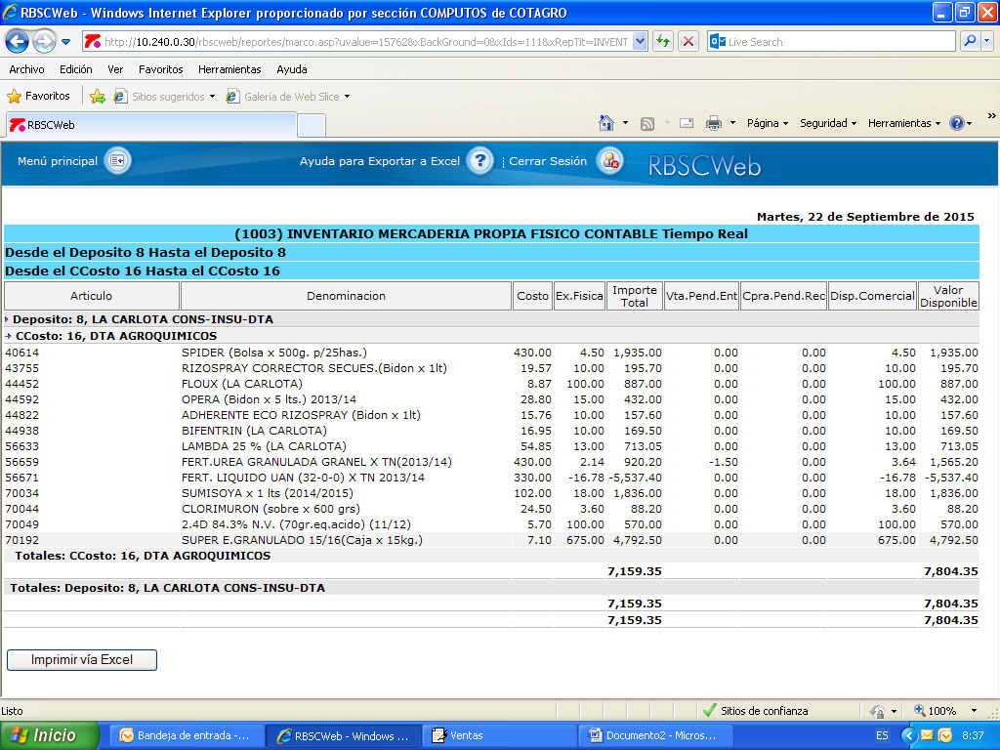 RBSCWeb - Windows Internet Explorer proporcionado por sección COMPUTOS de COTAGRO
http://10.240.0.30/rbscweb/reportes/marco.asp?uvalue=15762&xBackGround=0&xIds=111&xRepTit=INVENT Live Search
Archivo Edición Ver Favoritos Herramientas Ayuda
Favoritos Sitios sugeridos Galería de Web Slice
RBSCWeb Página Seguridad Herramientas »
Menú principal Ayuda para Exportar a Excel Cerrar Sesión RBSCWeb
Martes, 22 de Septiembre de 2015
(1003) INVENTARIO MERCADERIA PROPIA FISICO CONTABLE Tiempo Real
Desde el Deposito 8 Hasta el Deposito 8
Desde el CCosto 16 Hasta el CCosto 16
Articulo Denominacion Costo Ex.Fisica Importe Total Vta.Pend.Ent Cpra.Pend.Rec Disp.Comercial Valor Disponible
Deposito: 8, LA CARLOTA CONS-INSU-DTA
CCosto: 16, DTA AGROQUIMICOS
40614 SPIDER (Bolsa x 500g. p/25has.) 430.00 4.50 1,935.00 0.00 0.00 4.50 1,935.00
43755 RIZOSPRAY CORRECTOR SECUES.(Bidon x 1lt) 19.57 10.00 195.70 0.00 0.00 10.00 195.70
44452 FLOUX (LA CARLOTA) 8.87 100.00 887.00 0.00 0.00 100.00 887.00
44592 OPERA (Bidon x 5 lts.) 2013/14 28.80 15.00 432.00 0.00 0.00 15.00 432.00
44822 ADHERENTE ECO RIZOSPRAY (Bidon x 1lt) 15.76 10.00 157.60 0.00 0.00 10.00 157.60
44938 BIFENTRIN (LA CARLOTA) 16.95 10.00 169.50 0.00 0.00 10.00 169.50
56633 LAMBDA 25 % (LA CARLOTA) 54.85 13.00 713.05 0.00 0.00 13.00 713.05
56659 FERT.UREA GRANULADA GRANEL X TN(2013/14) 430.00 2.14 920.20 -1.50 0.00 3.64 1,565.20
56671 FERT. LIQUIDO UAN (32-0-0) X TN 2013/14 330.00 -16.78 -5,537.40 0.00 0.00 -16.78 -5,537.40
70034 SUMISOYA x 1 lts (2014/2015) 102.00 18.00 1,836.00 0.00 0.00 18.00 1,836.00
70044 CLORIMURON (sobre x 600 grs) 24.50 3.60 88.20 0.00 0.00 3.60 88.20
70049 2.4D 84.3% N.V. (70gr.eq.acido) (11/12) 5.70 100.00 570.00 0.00 0.00 100.00 570.00
70192 SUPER E.GRANULADO 15/16(Caja x 15kg.) 7.10 675.00 4,792.50 0.00 0.00 675.00 4,792.50
Totales: CCosto: 16, DTA AGROQUIMICOS
7,159.35 7,804.35
Totales: Deposito: 8, LA CARLOTA CONS-INSU-DTA
7,159.35 7,804.35
7,159.35 7,804.35
Imprimir vía Excel
Listo Sitios de confianza 100%
Inicio Bandeja de entrada -... RBSCWeb - Windows ... Ventas Documento2 - Micros... ES 8:37